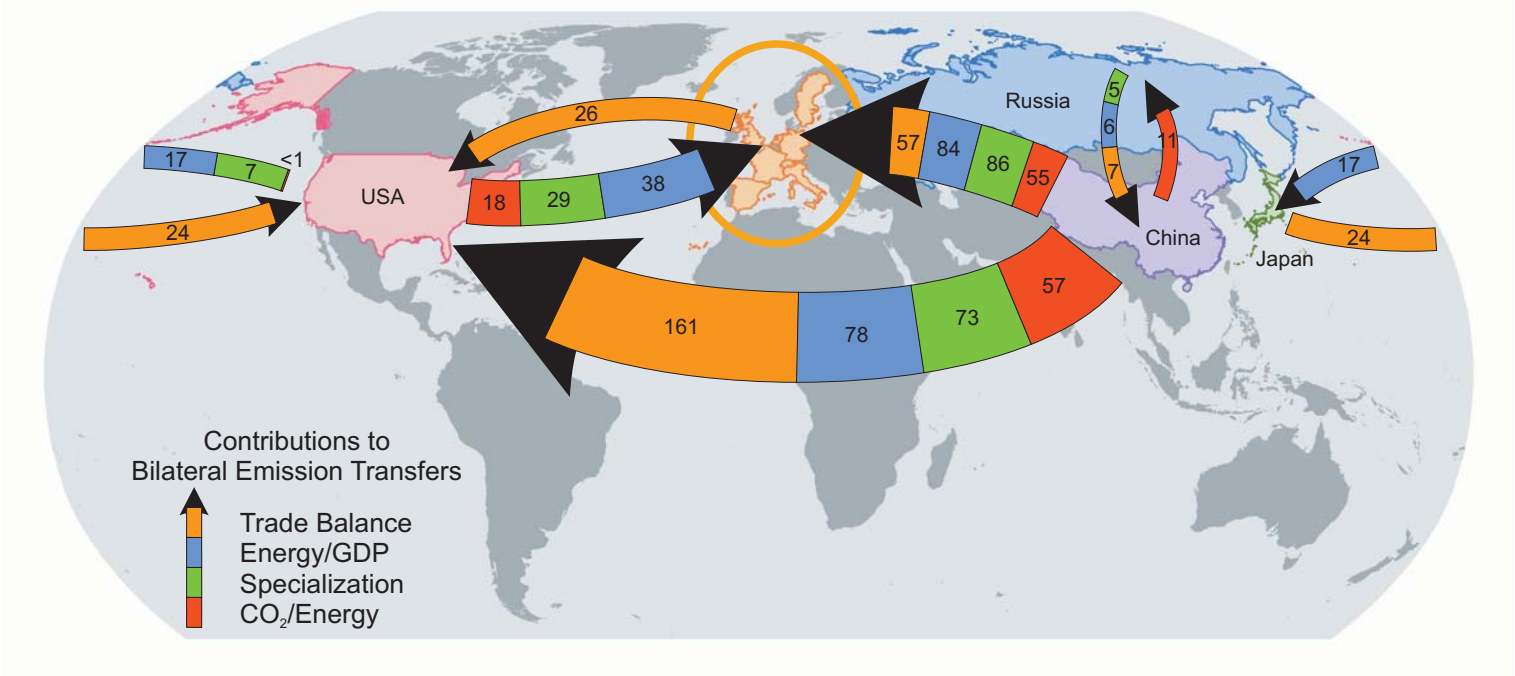 26
Russia
5
6
11
7
57
84
86
55
17
7
<1
USA
18
29
38
17
24
24
China
Japan
161
78
73
57
Contributions to
Bilateral Emission Transfers
Trade Balance
Energy/GDP
Specialization
CO₂/Energy